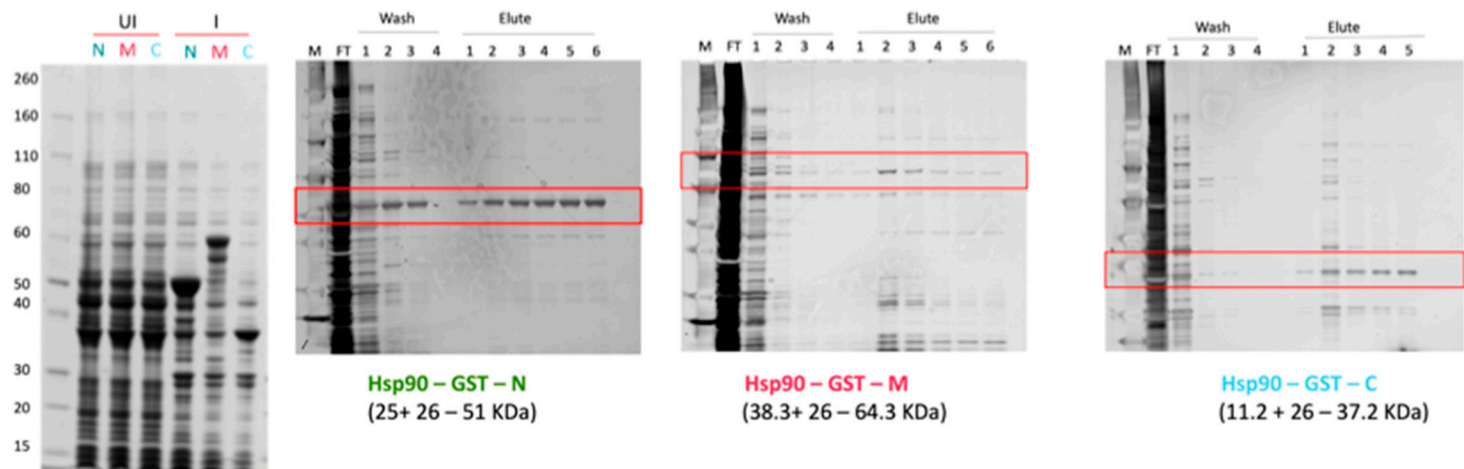 UI I
N M C N M C
260
160
110
80
60
50
40
30
20
15
Wash Elute
M FT 1 2 3 4 1 2 3 4 5 6
Hsp90 – GST – N
(25+ 26 – 51 KDa)
Wash Elute
M FT 1 2 3 4 1 2 3 4 5 6
Hsp90 – GST – M
(38.3+ 26 – 64.3 KDa)
Wash Elute
M FT 1 2 3 4 1 2 3 4 5
Hsp90 – GST – C
(11.2 + 26 – 37.2 KDa)